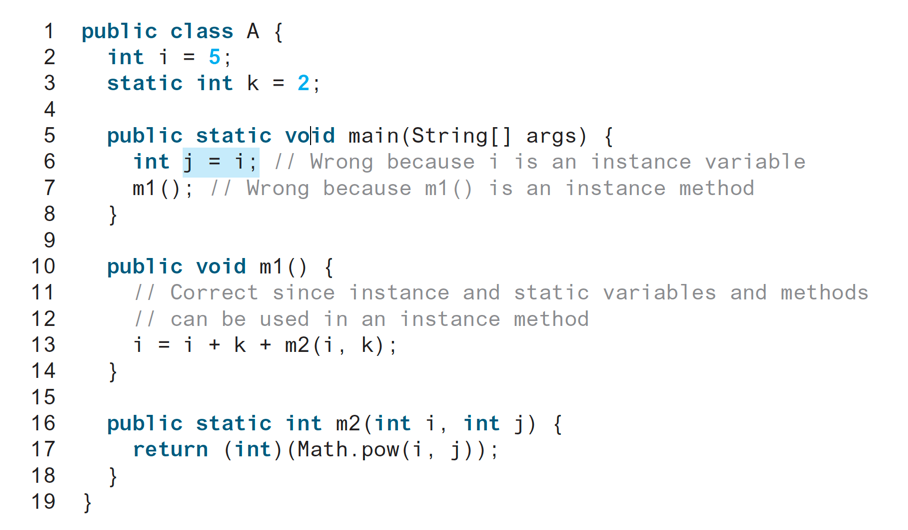 1 public class A {
2   int i = 5;
3   static int k = 2;
4
5   public static void main(String[] args) {
6     int j = i; // Wrong because i is an instance variable
7     m1(); // Wrong because m1() is an instance method
8   }
9
10   public void m1() {
11     // Correct since instance and static variables and methods
12     // can be used in an instance method
13     i = i + k + m2(i, k);
14   }
15
16   public static int m2(int i, int j) {
17     return (int)(Math.pow(i, j));
18   }
19 }